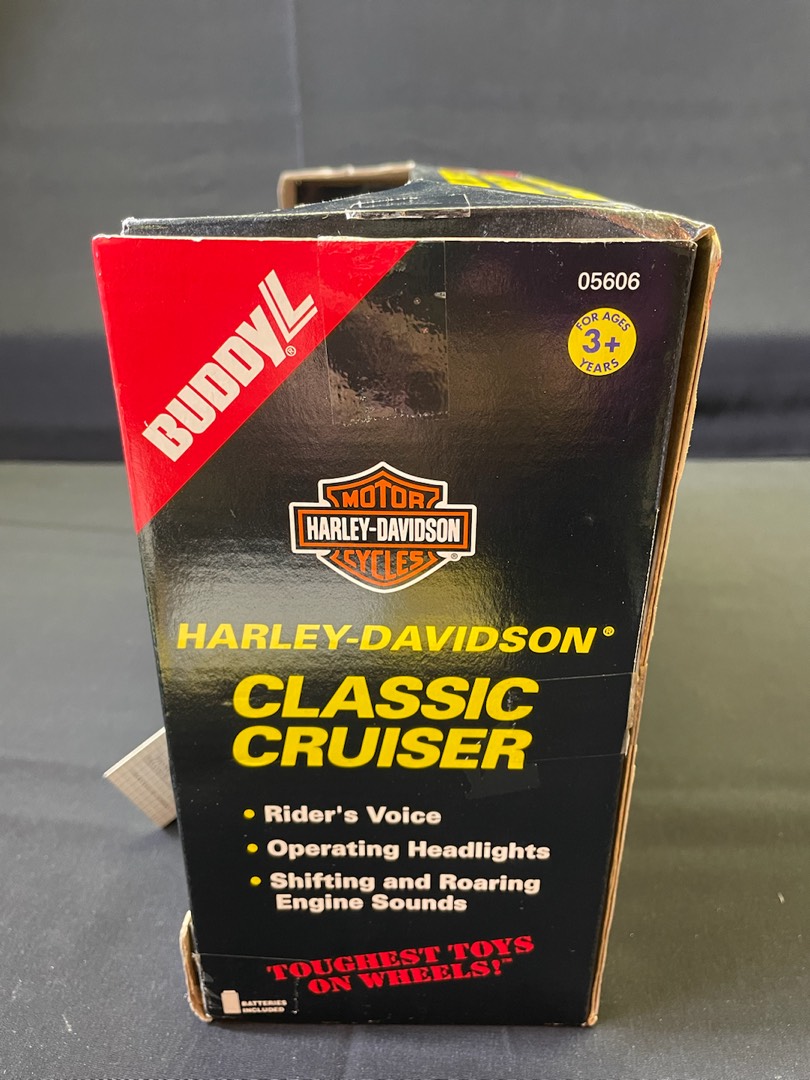 BUDDY L®
05606
FOR AGES
3+
YEARS
MOTOR
HARLEY-DAVIDSON
CYCLES
®
HARLEY-DAVIDSON®
CLASSIC
CRUISER
• Rider's Voice
• Operating Headlights
• Shifting and Roaring
Engine Sounds
TOUGHEST TOYS
ON WHEELS!™
BATTERIES
INCLUDED